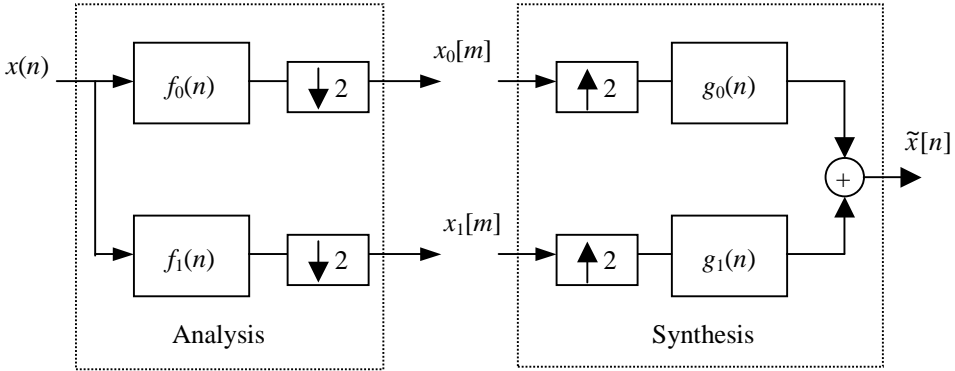 x(n)
f₀(n)
↓ 2
x₀[m]
↑ 2
g₀(n)
x̃[n]
+
f₁(n)
↓ 2
x₁[m]
↑ 2
g₁(n)
Analysis
Synthesis